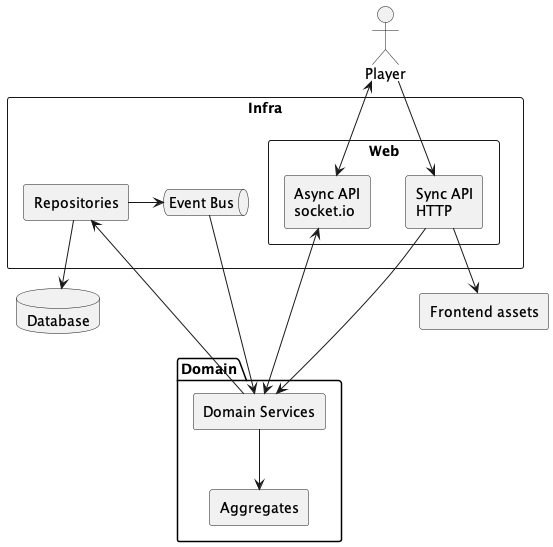 Player
Infra
Web
Async API
socket.io
Sync API
HTTP
Repositories
Event Bus
Database
Frontend assets
Domain
Domain Services
Aggregates